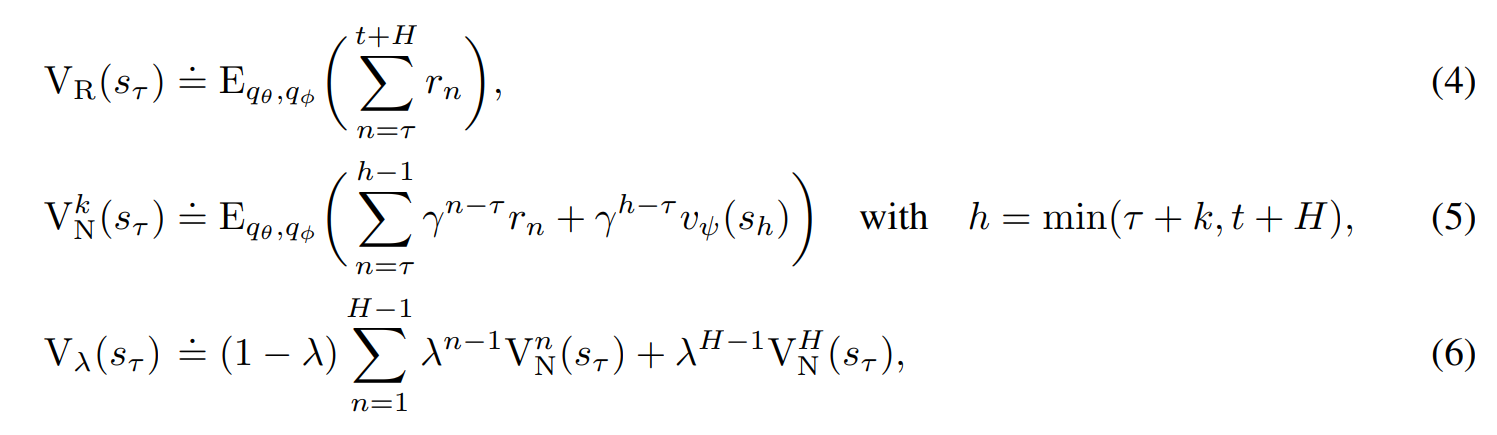 V_R(s_τ) ≐ E_{q_θ,q_ϕ}(∑_{n=τ}^{t+H} r_n), (4)
V_N^k(s_τ) ≐ E_{q_θ,q_ϕ}(∑_{n=τ}^{h−1} γ^{n−τ} r_n + γ^{h−τ} v_ψ(s_h)) with h = min(τ + k, t + H), (5)
V_λ(s_τ) ≐ (1 − λ) ∑_{n=1}^{H−1} λ^{n−1} V_N^n(s_τ) + λ^{H−1} V_N^H(s_τ), (6)